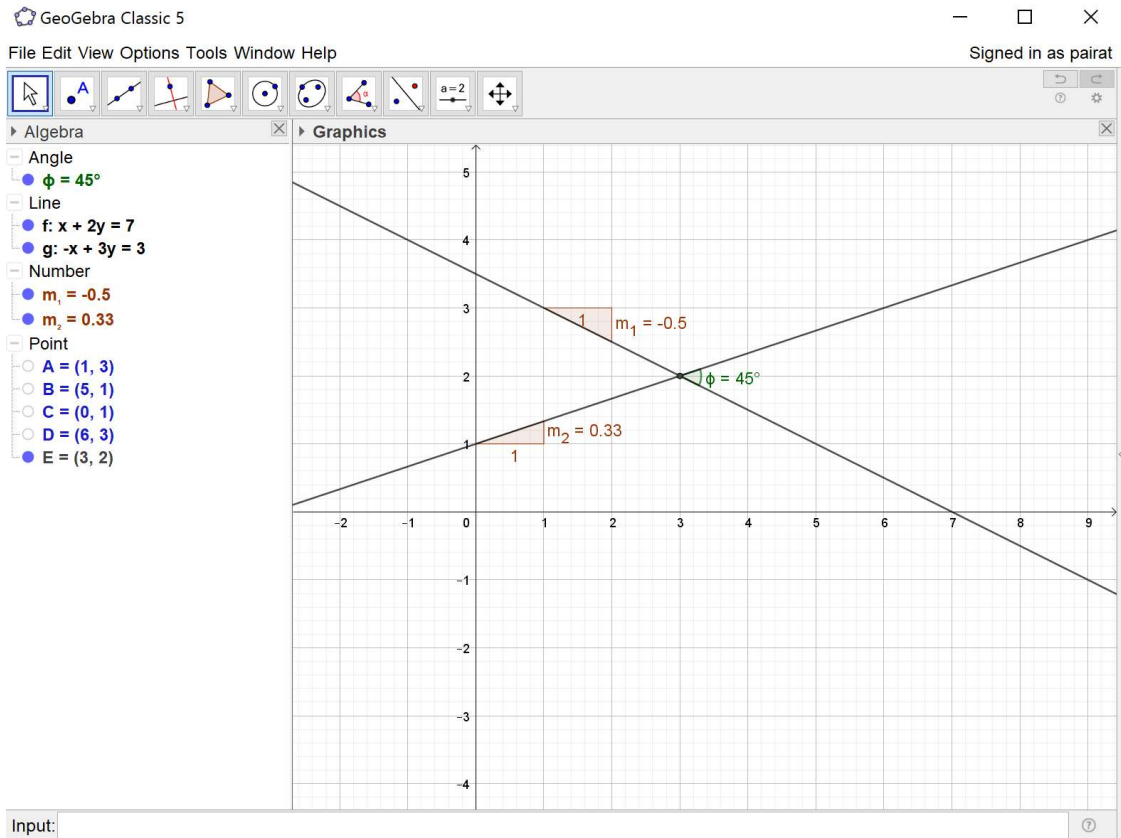 GeoGebra Classic 5
File Edit View Options Tools Window Help
Signed in as pairat
A
α
a=2
Algebra
Angle
ϕ = 45°
Line
f: x + 2y = 7
g: -x + 3y = 3
Number
m₁ = -0.5
m₂ = 0.33
Point
A = (1, 3)
B = (5, 1)
C = (0, 1)
D = (6, 3)
E = (3, 2)
Graphics
5
4
3
1
m₁ = -0.5
2
ϕ = 45°
1
m₂ = 0.33
1
-2 -1 0 1 2 3 4 5 6 7 8 9
-1
-2
-3
-4
Input: